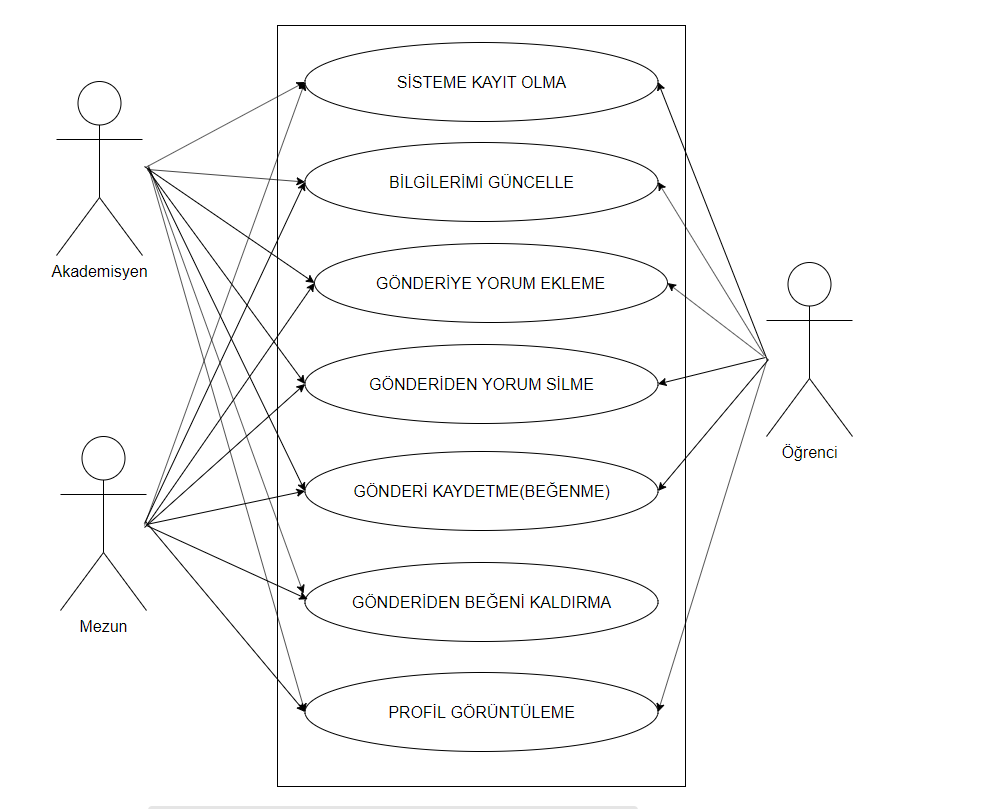 SİSTEME KAYIT OLMA
BİLGİLERİMİ GÜNCELLE
Akademisyen
GÖNDERİYE YORUM EKLEME
GÖNDERİDEN YORUM SİLME
Öğrenci
GÖNDERİ KAYDETME(BEĞENME)
GÖNDERİDEN BEĞENİ KALDIRMA
Mezun
PROFİL GÖRÜNTÜLEME